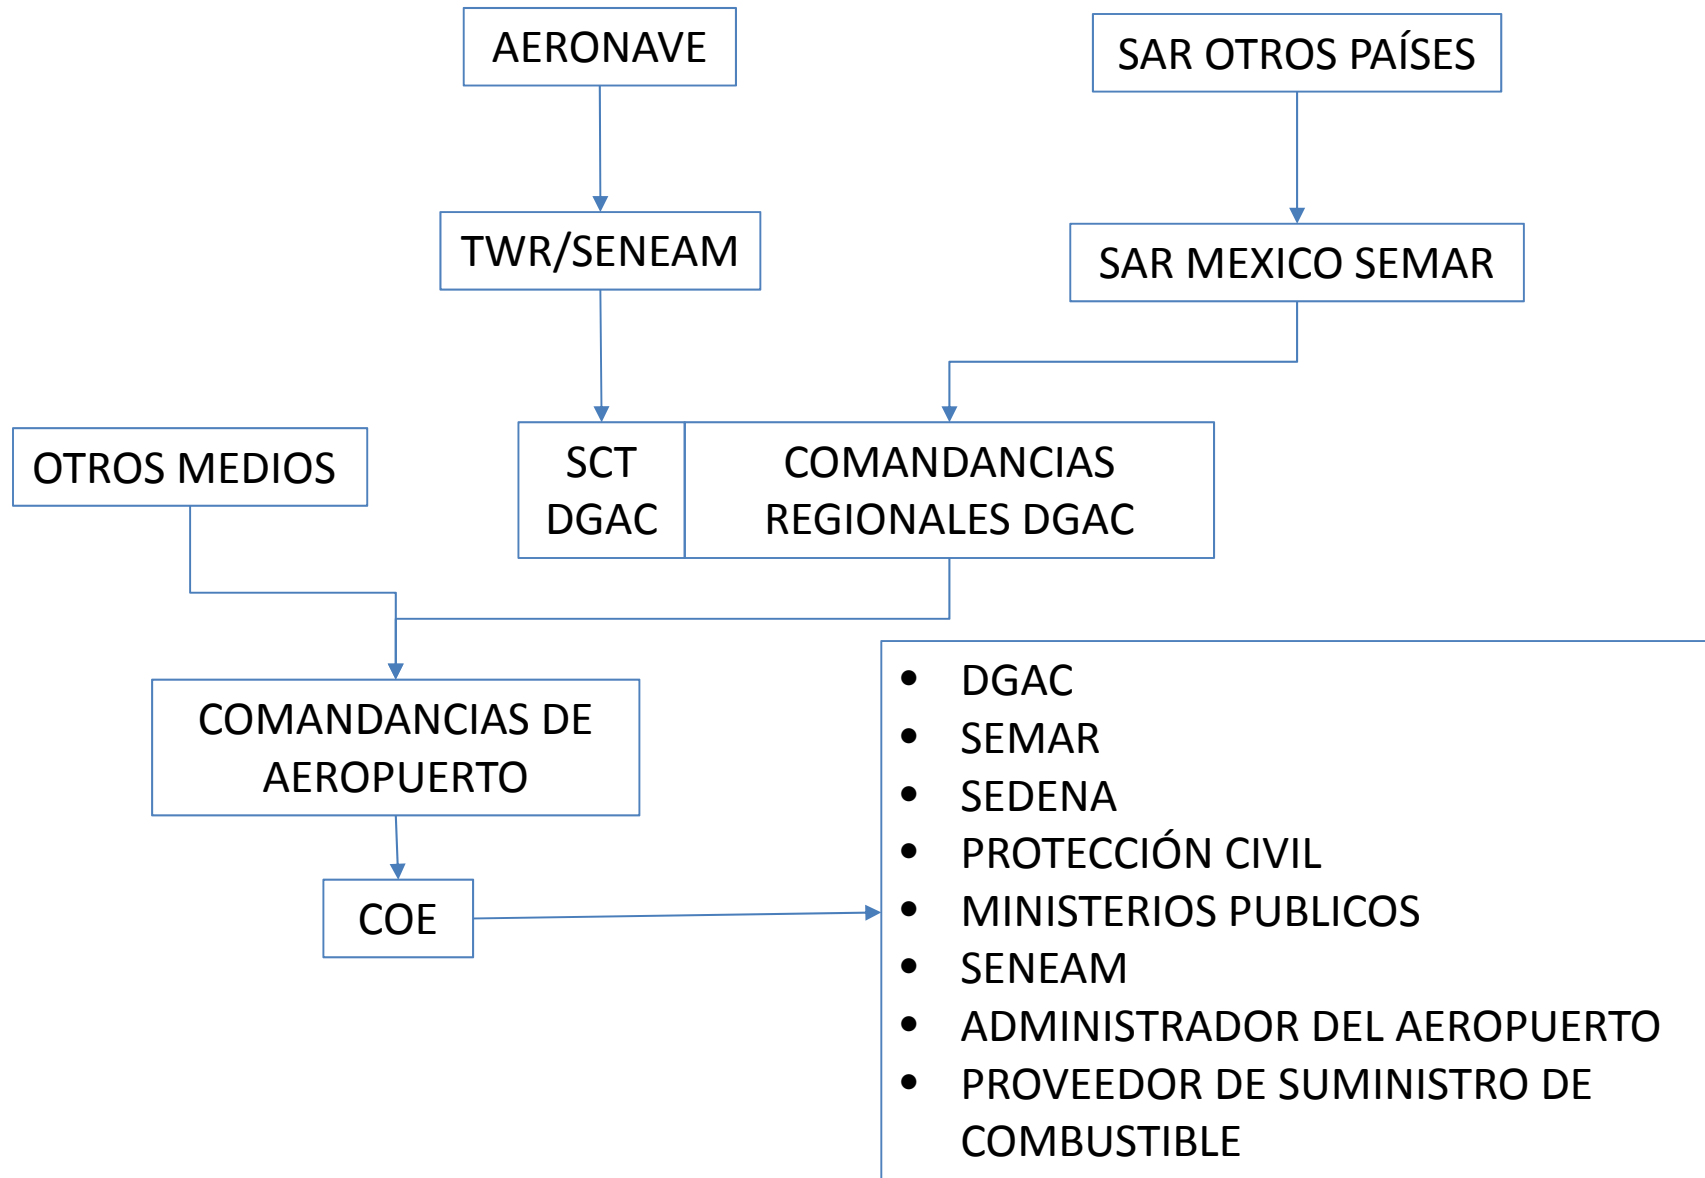 AERONAVE
SAR OTROS PAÍSES
TWR/SENEAM
SAR MEXICO SEMAR
OTROS MEDIOS
SCT
DGAC
COMANDANCIAS
REGIONALES DGAC
COMANDANCIAS DE
AEROPUERTO
COE
• DGAC
• SEMAR
• SEDENA
• PROTECCIÓN CIVIL
• MINISTERIOS PUBLICOS
• SENEAM
• ADMINISTRADOR DEL AEROPUERTO
• PROVEEDOR DE SUMINISTRO DE
COMBUSTIBLE